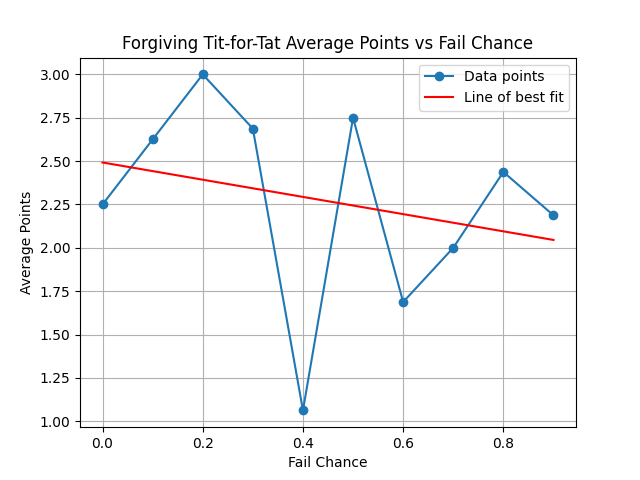 Forgiving Tit-for-Tat Average Points vs Fail Chance
Data points
Line of best fit
3.00
2.75
2.50
2.25
2.00
1.75
1.50
1.25
1.00
Average Points
0.0
0.2
0.4
0.6
0.8
Fail Chance